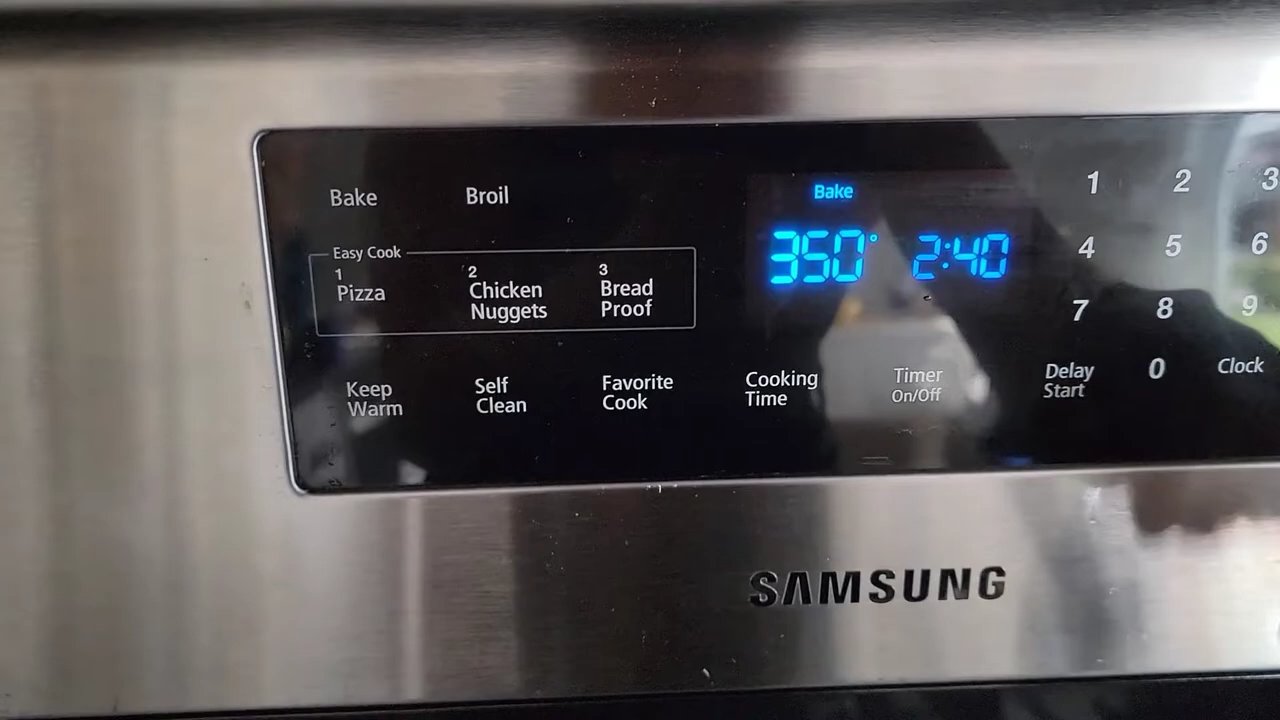 Bake Broil
Bake
350° 2:40
1 2 3
4 5 6
7 8 9
0
Easy Cook
1
Pizza
2
Chicken
Nuggets
3
Bread
Proof
Keep
Warm
Self
Clean
Favorite
Cook
Cooking
Time
Timer
On/Off
Delay
Start
Clock
SAMSUNG